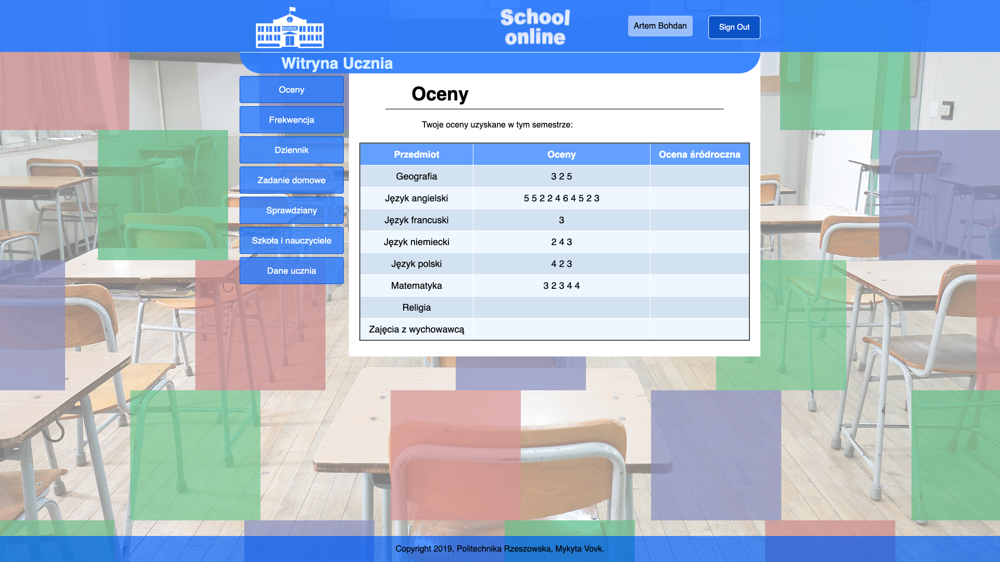 SCHOOL
School
online
Artem Bohdan
Sign Out
Witryna Ucznia
Oceny
Frekwencja
Dziennik
Zadanie domowe
Sprawdziany
Szkoła i nauczyciele
Dane ucznia
Oceny
Twoje oceny uzyskane w tym semestrze:
Przedmiot Oceny Ocena śródroczna
Geografia 3 2 5
Język angielski 5 5 2 2 4 6 4 5 2 3
Język francuski 3
Język niemiecki 2 4 3
Język polski 4 2 3
Matematyka 3 2 3 4 4
Religia
Zajęcia z wychowawcą
Copyright 2019, Politechnika Rzeszowska, Mykyta Vovk.